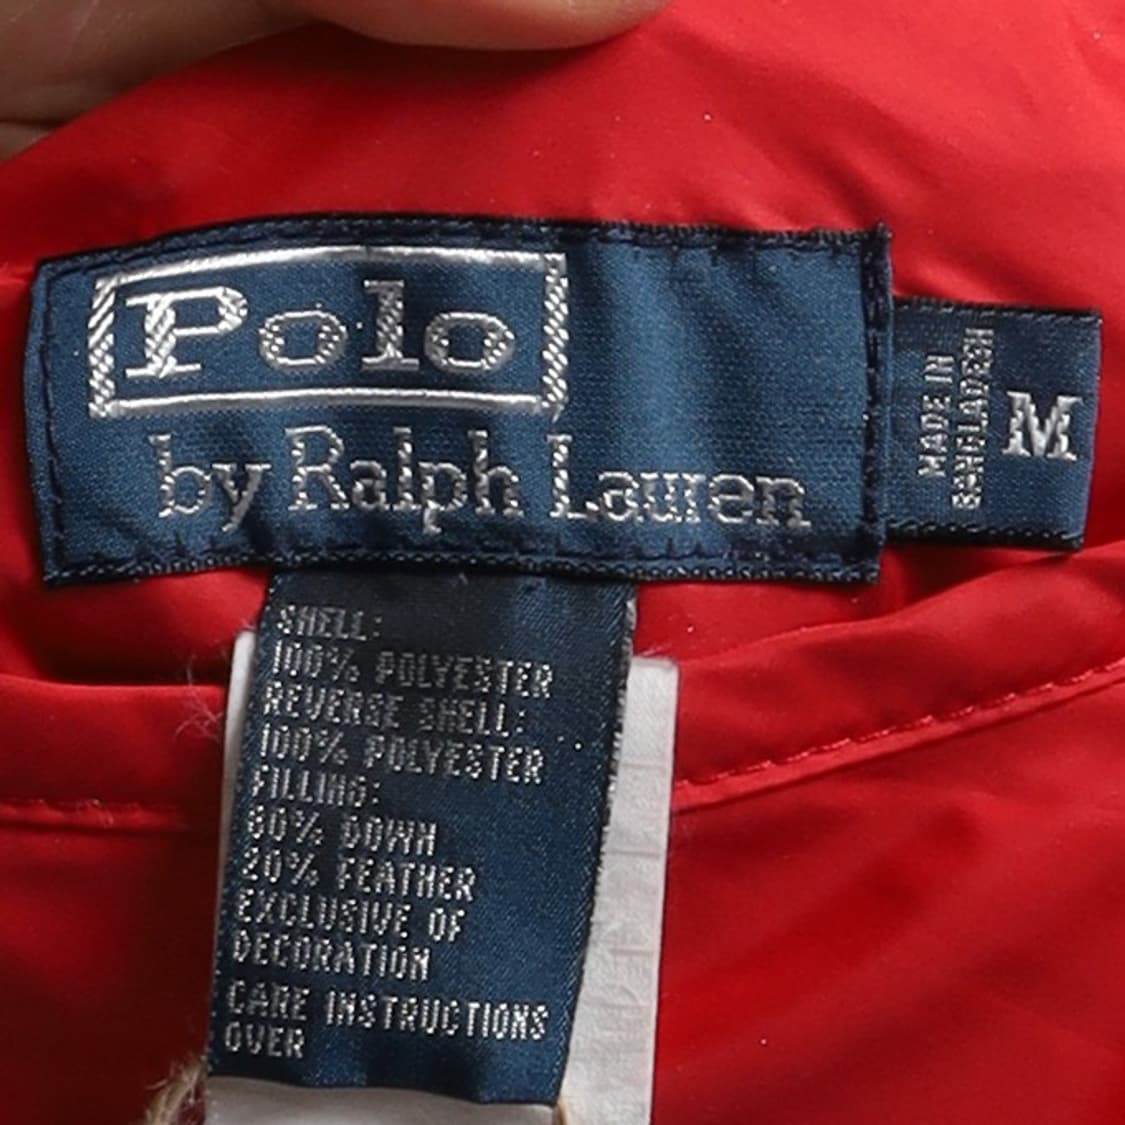 Polo
by Ralph Lauren
MADE IN
BANGLADESH
M
SHELL:
100% POLYESTER
REVERSE SHELL:
100% POLYESTER
FILLING:
80% DOWN
20% FEATHER
EXCLUSIVE OF
DECORATION
CARE INSTRUCTIONS
OVER